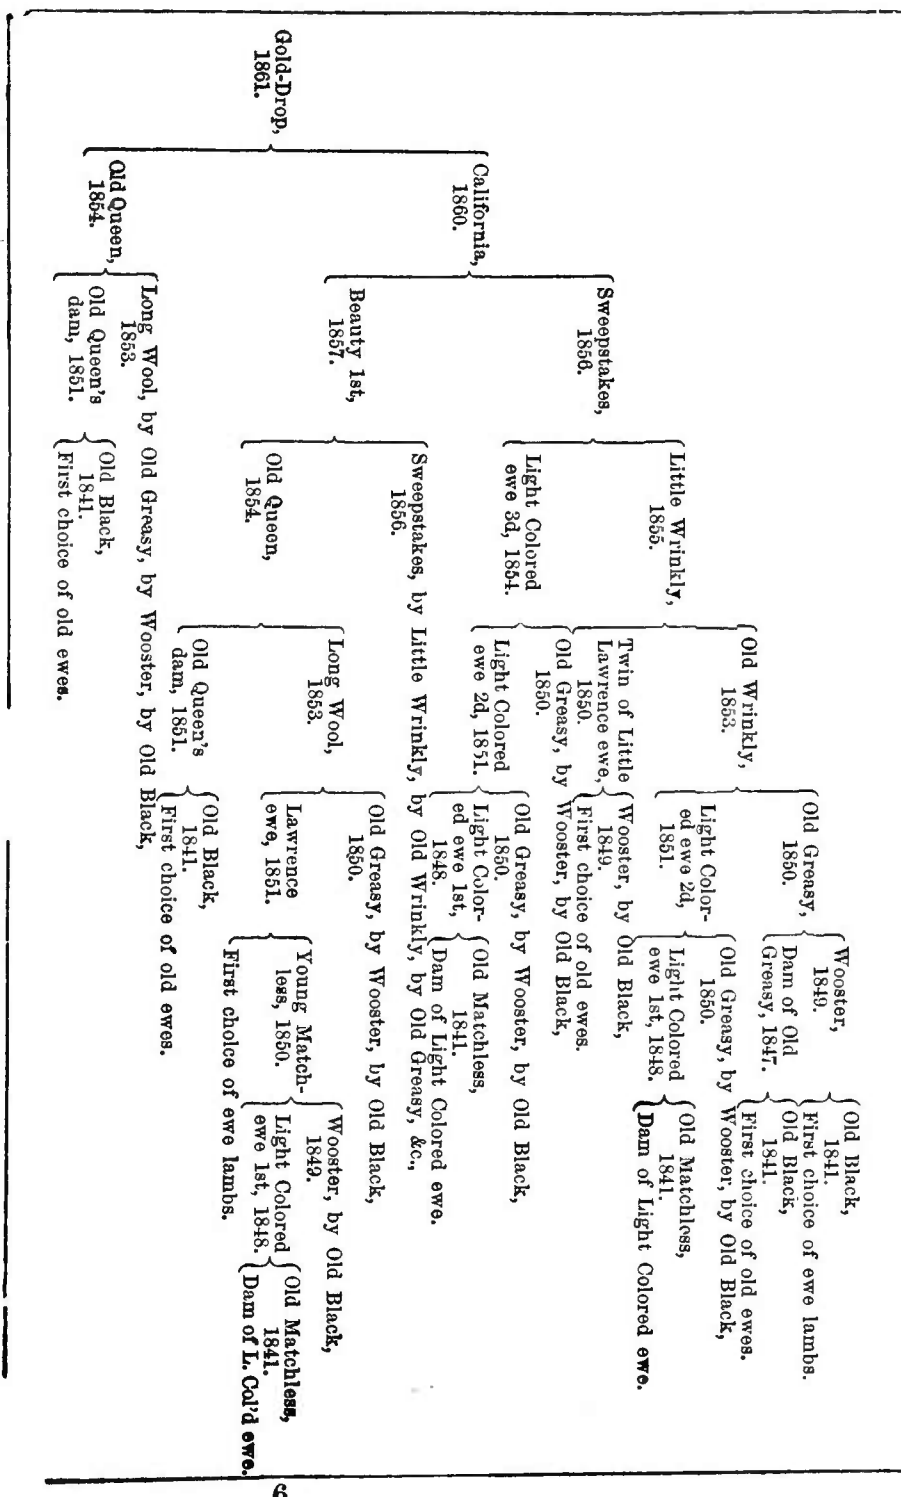 Gold-Drop,
1861.
California,
1860.
Old Queen,
1854.
Sweepstakes,
1856.
Beauty 1st,
1857.
Long Wool, by Old Greasy, by Wooster, by Old Black,
1853.
Old Queen's
dam, 1851.
Little Wrinkly,
1855.
Light Colored
ewe 3d, 1854.
Sweepstakes, by Little Wrinkly, by Old Wrinkly, by Old Greasy, &c.,
1856.
Old Queen,
1854.
Old Black,
1841.
First choice of old ewes.
Old Wrinkly,
1853.
Twin of Little
Lawrence ewe,
1850.
Old Greasy, by Wooster, by Old Black,
1850.
Light Colored
ewe 2d, 1851.
Long Wool,
1853.
Old Queen's
dam, 1851.
Old Greasy,
1850.
Light Color-
ed ewe 2d,
1851.
Wooster, by Old Black,
1849.
First choice of old ewes.
Old Greasy, by Wooster, by Old Black,
1850.
Light Color-
ed ewe 1st,
1848.
Old Greasy, by Wooster, by Old Black,
1850.
Lawrence
ewe, 1851.
Old Black,
1841.
First choice of old ewes.
Wooster,
1849.
Dam of Old
Greasy, 1847.
Old Greasy, by Wooster, by Old Black,
1850.
Light Colored
ewe 1st, 1848.
Old Matchless,
1841.
Dam of Light Colored ewe.
Young Match-
less, 1850.
First choice of ewe lambs.
Old Black,
1841.
First choice of ewe lambs.
Old Black,
1841.
First choice of old ewes.
Old Matchless,
1841.
Dam of Light Colored ewe.
Wooster, by Old Black,
1849.
Light Colored
ewe 1st, 1848.
Old Matchless,
1841.
Dam of L. Col'd ewe.
6